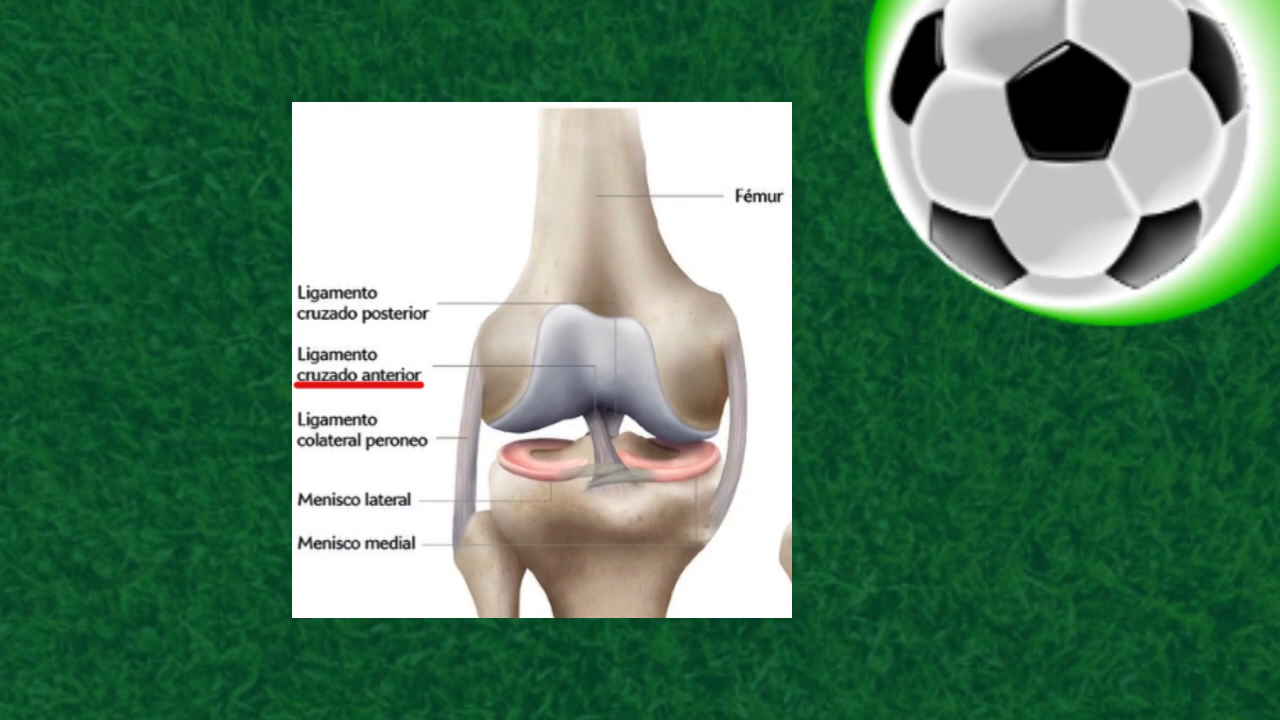 Fémur
Ligamento
cruzado posterior
Ligamento
cruzado anterior
Ligamento
colateral peroneo
Menisco lateral
Menisco medial